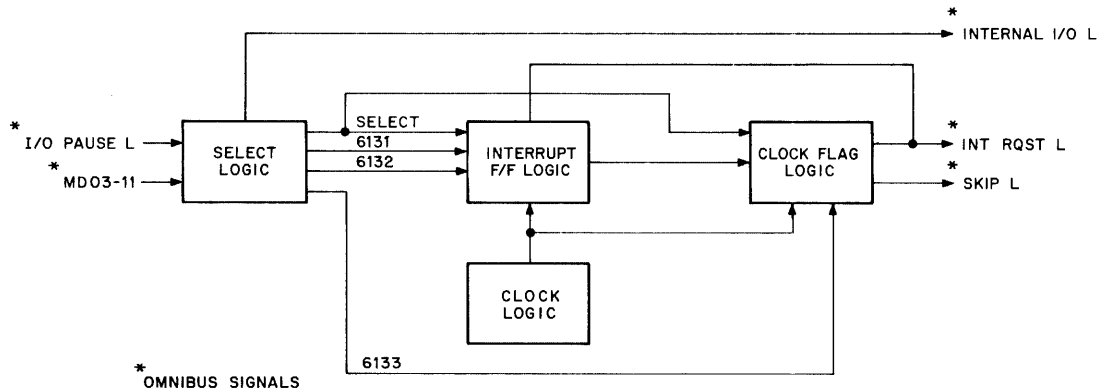 * INTERNAL I/O L
* I/O PAUSE L
* MD03-11
SELECT LOGIC
SELECT
6131
6132
INTERRUPT F/F LOGIC
CLOCK FLAG LOGIC
* INT RQST L
* SKIP L
CLOCK LOGIC
6133
*OMNIBUS SIGNALS